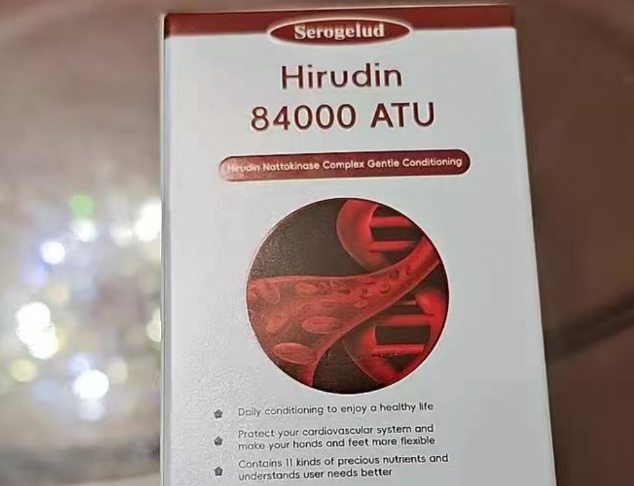 Serogelud
Hirudin
84000 ATU
Hirudin Nattokinase Complex Gentle Conditioning
Daily conditioning to enjoy a healthy life
Protect your cardiovascular system and
make your hands and feet more flexible
Contains 11 kinds of precious nutrients and
understands user needs better